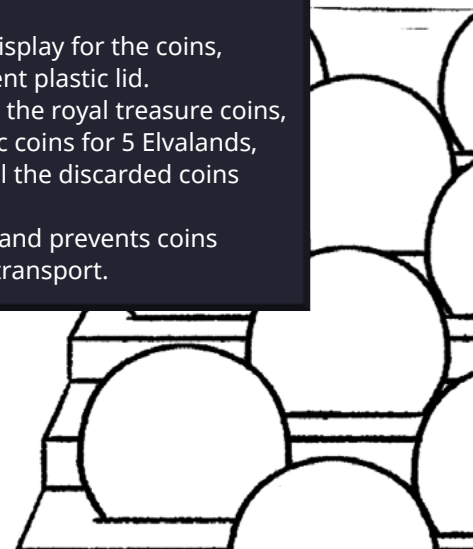 isplay for the coins,
ent plastic lid.
the royal treasure coins,
c coins for 5 Elvalands,
l the discarded coins
and prevents coins
transport.